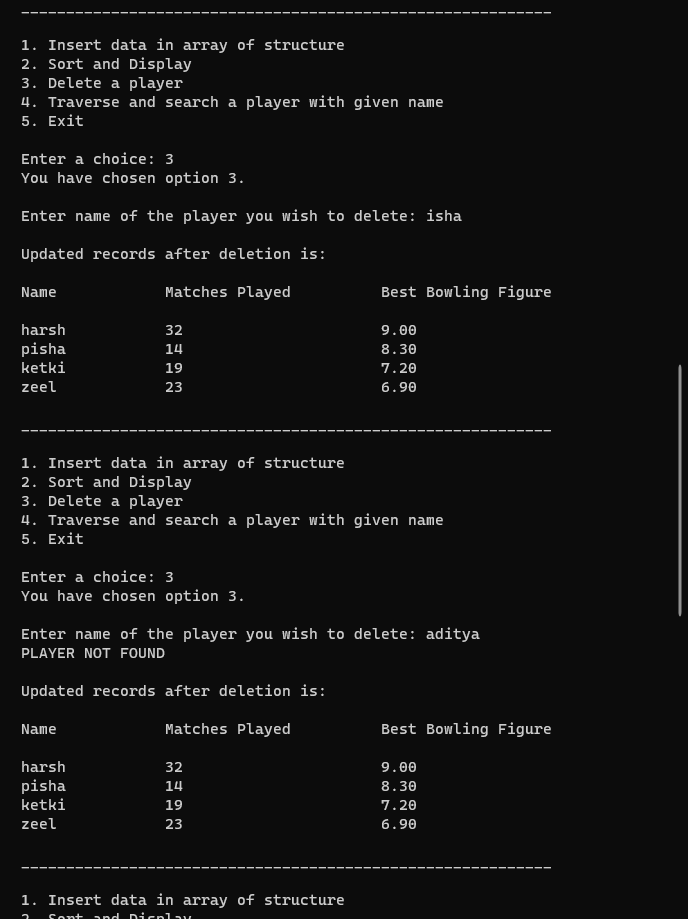 ___________________________________________________________
1. Insert data in array of structure
2. Sort and Display
3. Delete a player
4. Traverse and search a player with given name
5. Exit
Enter a choice: 3
You have chosen option 3.
Enter name of the player you wish to delete: isha
Updated records after deletion is:
Name Matches Played Best Bowling Figure
harsh 32 9.00
pisha 14 8.30
ketki 19 7.20
zeel 23 6.90
___________________________________________________________
1. Insert data in array of structure
2. Sort and Display
3. Delete a player
4. Traverse and search a player with given name
5. Exit
Enter a choice: 3
You have chosen option 3.
Enter name of the player you wish to delete: aditya
PLAYER NOT FOUND
Updated records after deletion is:
Name Matches Played Best Bowling Figure
harsh 32 9.00
pisha 14 8.30
ketki 19 7.20
zeel 23 6.90
___________________________________________________________
1. Insert data in array of structure
2. Sort and Display